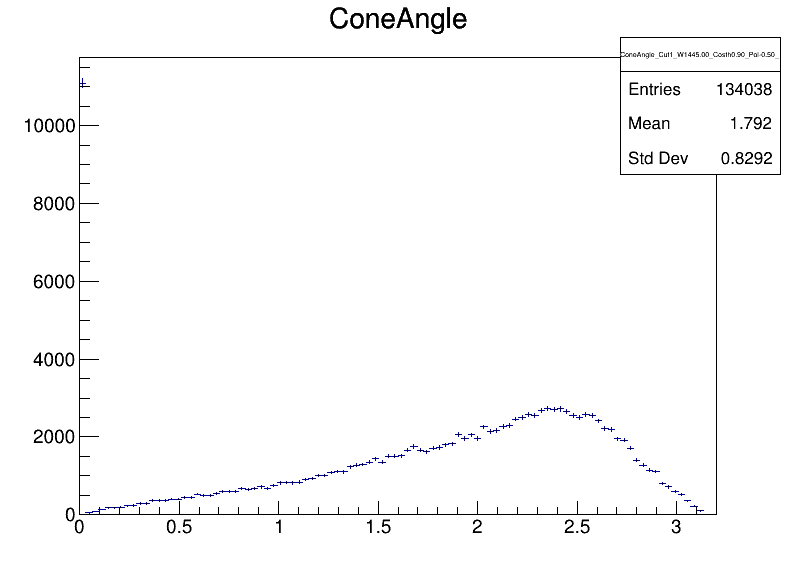 ConeAngle
ConeAngle_Cut1_W1445.00_Costh0.90_Pol-0.50_
Entries 134038
Mean 1.792
Std Dev 0.8292
10000
8000
6000
4000
2000
0
0 0.5 1 1.5 2 2.5 3